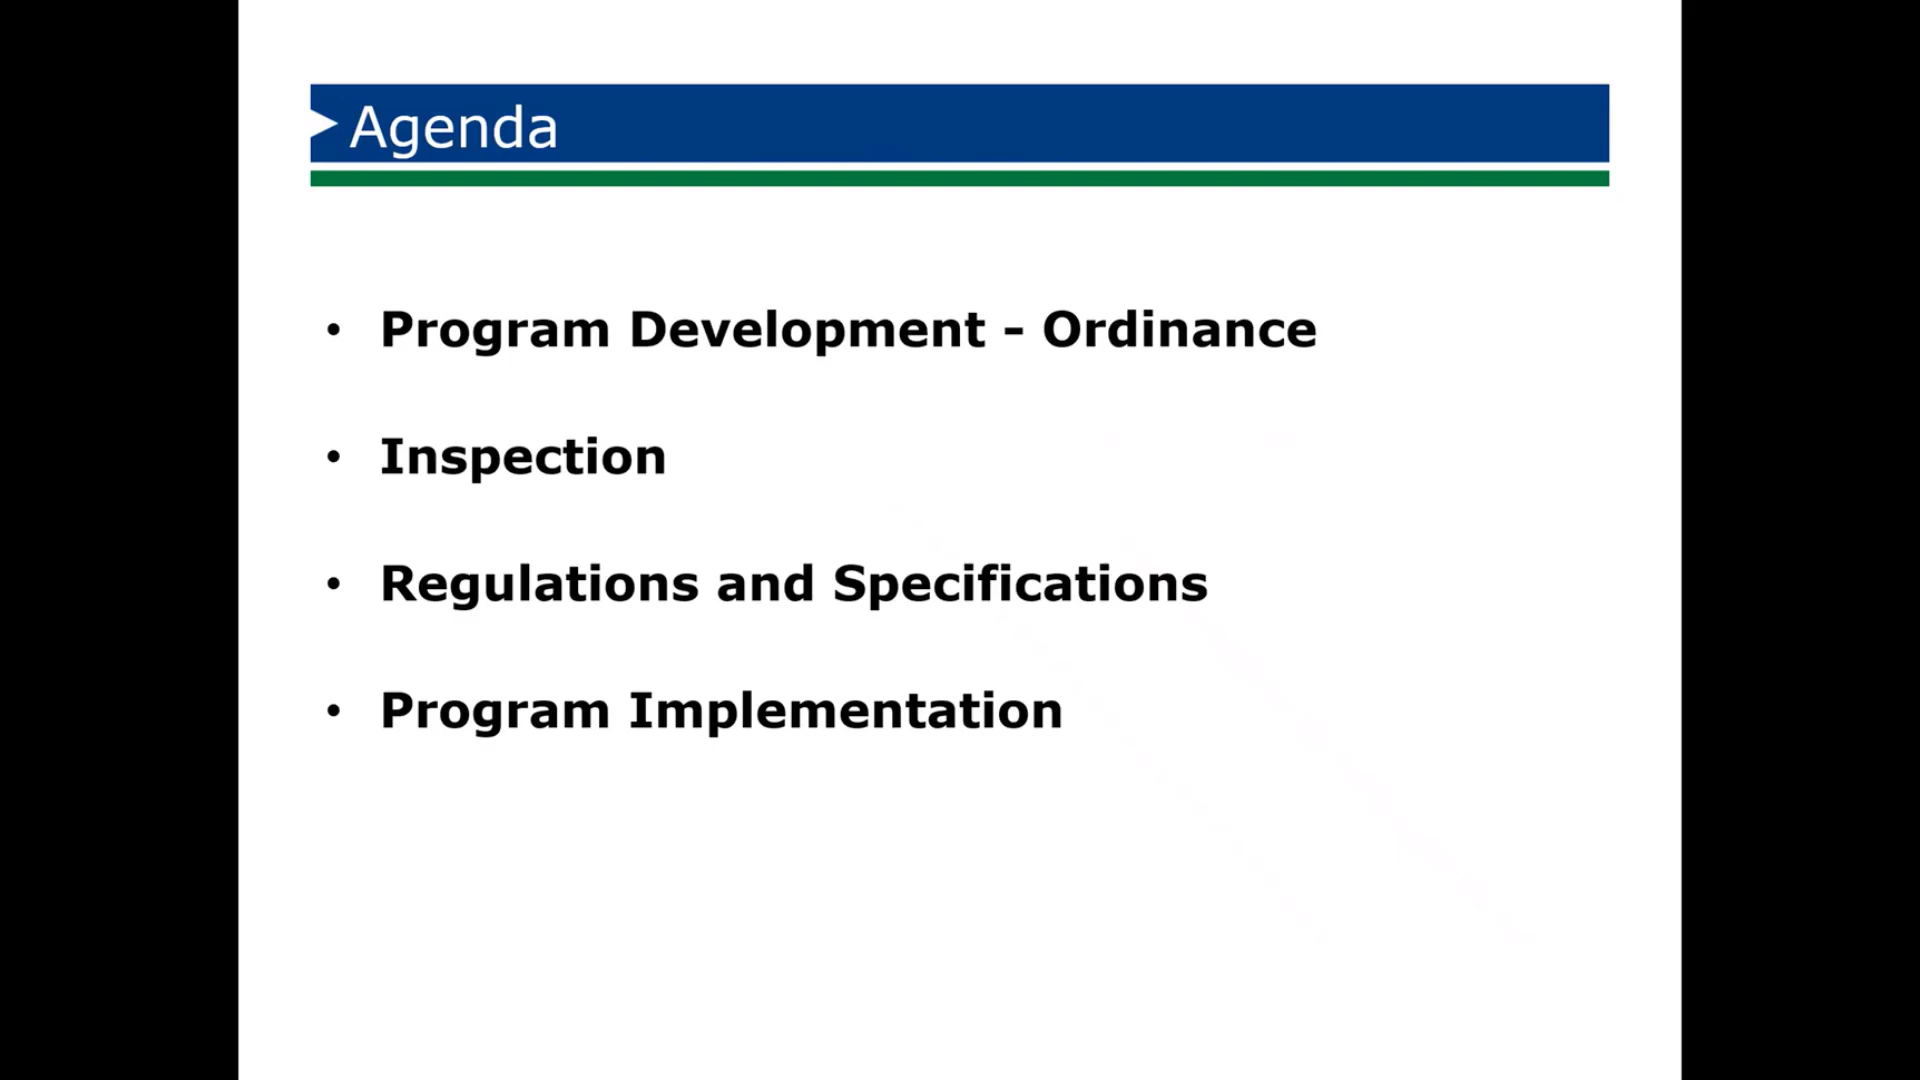 Agenda
• Program Development - Ordinance
• Inspection
• Regulations and Specifications
• Program Implementation